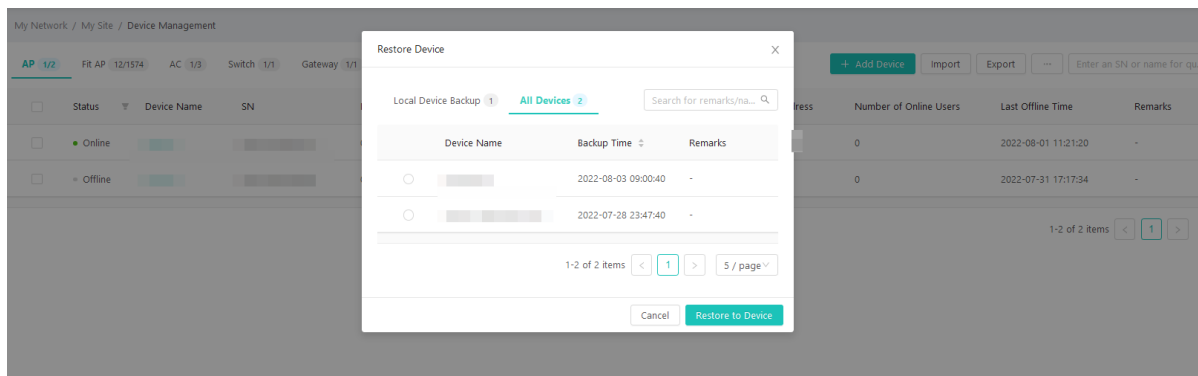 My Network / My Site / Device Management
AP 1/2 Fit AP 12/1574 AC 1/3 Switch 1/1 Gateway 1/1
+ Add Device Import Export ··· Enter an SN or name for qu
Status Device Name SN ress Number of Online Users Last Offline Time Remarks
Online 0 2022-08-01 11:21:20 -
Offline 0 2022-07-31 17:17:34 -
1-2 of 2 items < 1 >
Restore Device
Local Device Backup 1 All Devices 2 Search for remarks/na...
Device Name Backup Time Remarks
2022-08-03 09:00:40 -
2022-07-28 23:47:40 -
1-2 of 2 items < 1 > 5 / page
Cancel Restore to Device